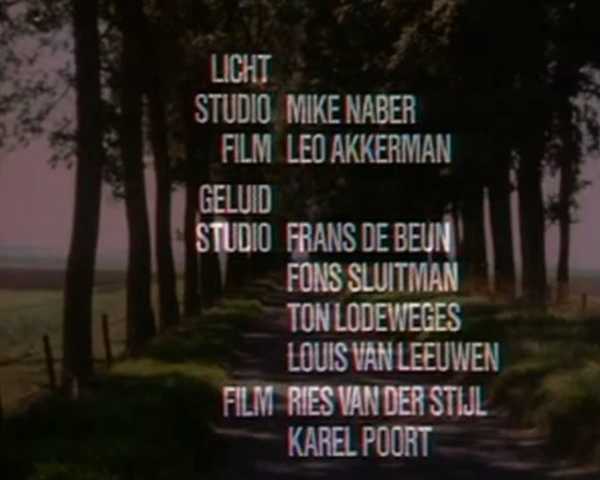 LICHT
STUDIO MIKE NABER
FILM LEO AKKERMAN
GELUID
STUDIO FRANS DE BEUN
FONS SLUITMAN
TON LODEWEGES
LOUIS VAN LEEUWEN
FILM RIES VAN DER STIJL
KAREL POORT